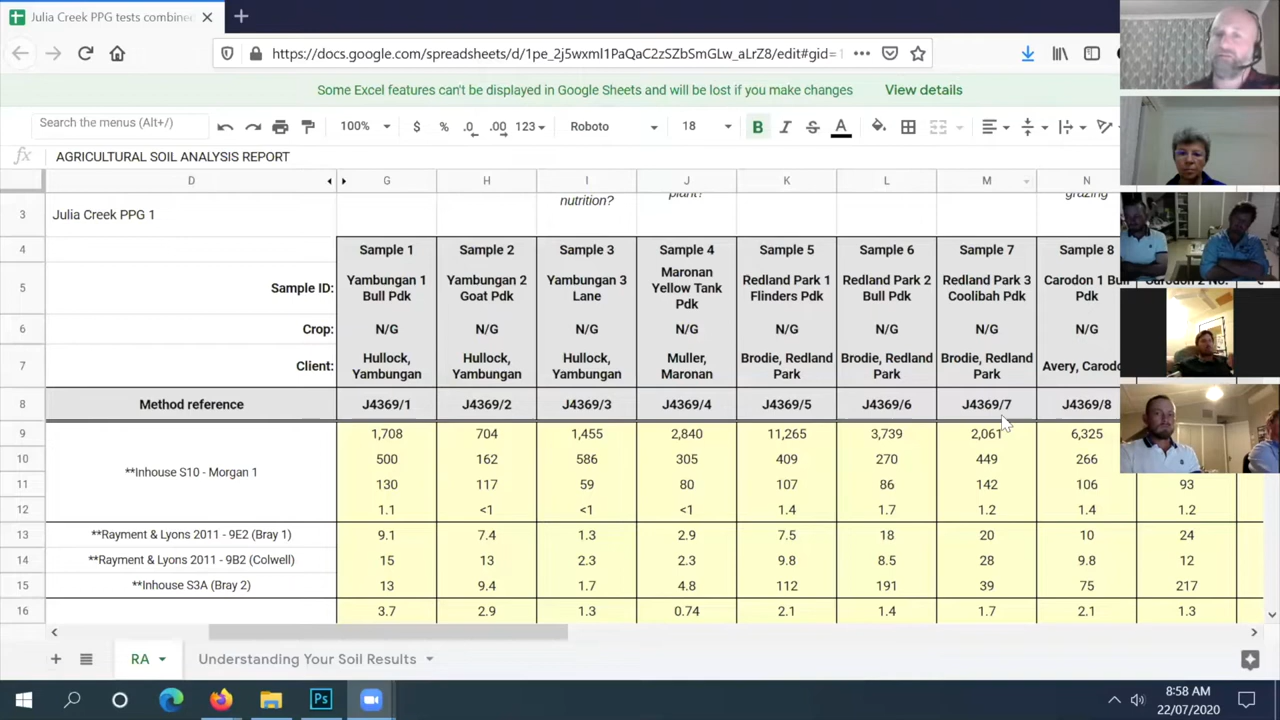 Julia Creek PPG tests combine
https://docs.google.com/spreadsheets/d/1pe_2j5wxml1PaQaC2zSZbSmGLw_aLrZ8/edit#gid=
Some Excel features can't be displayed in Google Sheets and will be lost if you make changes View details
Search the menus (Alt+/) 100% $ % .0 .00 123 Roboto 18 B I S A
fx AGRICULTURAL SOIL ANALYSIS REPORT
D G H I J K L M N
nutrition? plant? grazing
3 Julia Creek PPG 1
4 Sample 1 Sample 2 Sample 3 Sample 4 Sample 5 Sample 6 Sample 7 Sample 8
5 Sample ID: Yambungan 1 Bull Pdk Yambungan 2 Goat Pdk Yambungan 3 Lane Maronan Yellow Tank Pdk Redland Park 1 Flinders Pdk Redland Park 2 Bull Pdk Redland Park 3 Coolibah Pdk Carodon 1 Bull Pdk
6 Crop: N/G N/G N/G N/G N/G N/G N/G N/G
7 Client: Hullock, Yambungan Hullock, Yambungan Hullock, Yambungan Muller, Maronan Brodie, Redland Park Brodie, Redland Park Brodie, Redland Park Avery, Carodo
8 Method reference J4369/1 J4369/2 J4369/3 J4369/4 J4369/5 J4369/6 J4369/7 J4369/8
9 1,708 704 1,455 2,840 11,265 3,739 2,061 6,325
10 **Inhouse S10 - Morgan 1 500 162 586 305 409 270 449 266
11 130 117 59 80 107 86 142 106 93
12 1.1 <1 <1 <1 1.4 1.7 1.2 1.4 1.2
13 **Rayment & Lyons 2011 - 9E2 (Bray 1) 9.1 7.4 1.3 2.9 7.5 18 20 10 24
14 **Rayment & Lyons 2011 - 9B2 (Colwell) 15 13 2.3 2.3 9.8 8.5 28 9.8 12
15 **Inhouse S3A (Bray 2) 13 9.4 1.7 4.8 112 191 39 75 217
16 3.7 2.9 1.3 0.74 2.1 1.4 1.7 2.1 1.3
RA Understanding Your Soil Results
Ps 8:58 AM
22/07/2020